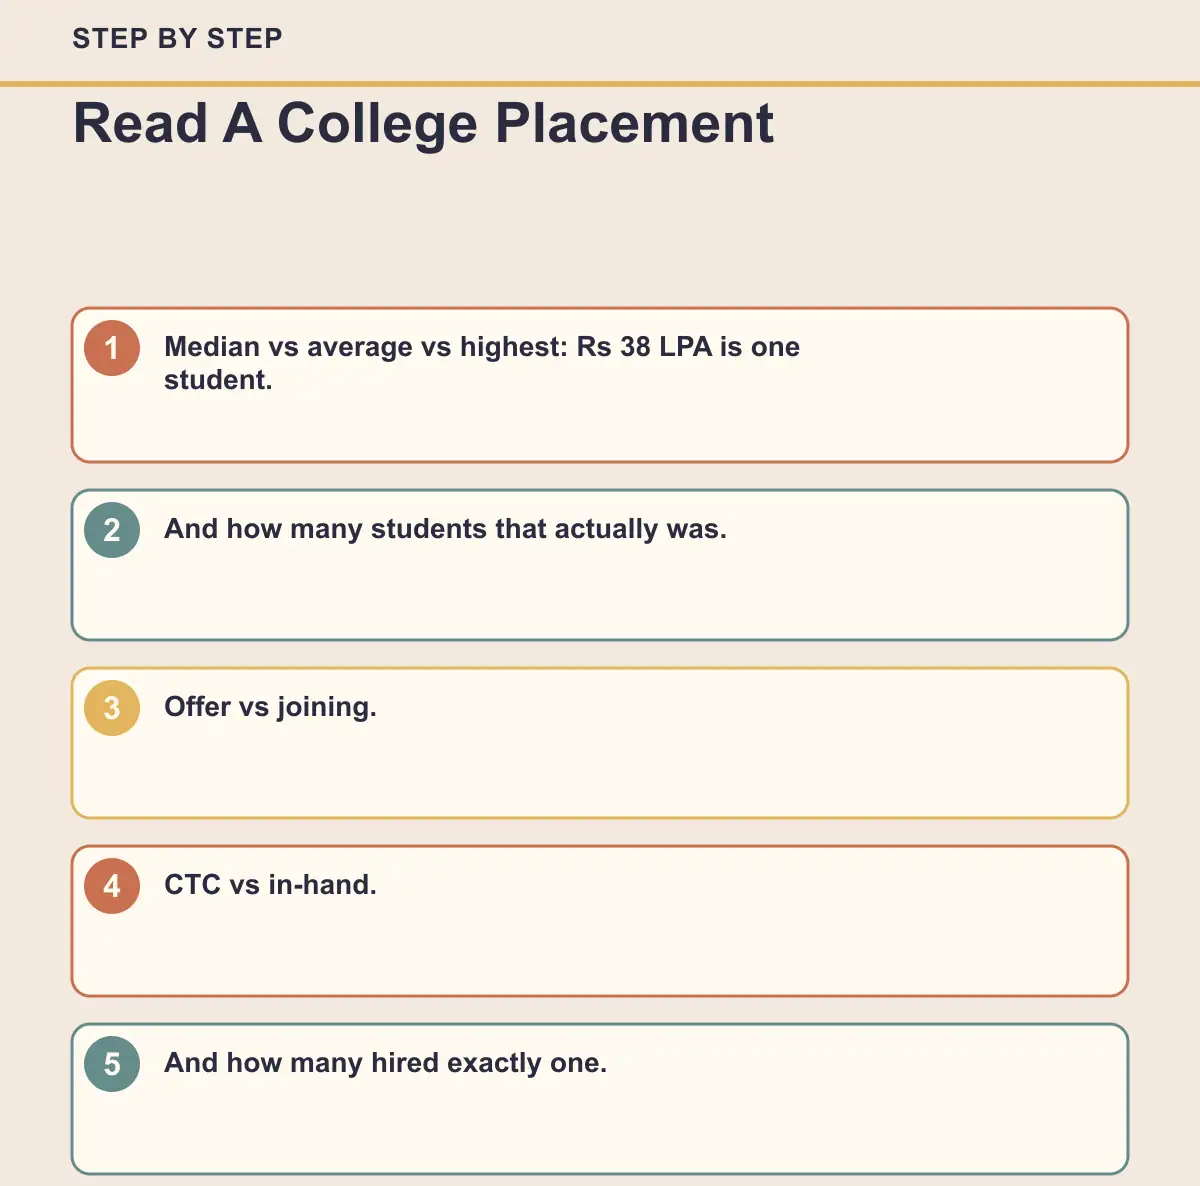 STEP BY STEP
Read A College Placement
1
Median vs average vs highest: Rs 38 LPA is one
student.
2
And how many students that actually was.
3
Offer vs joining.
4
CTC vs in-hand.
5
And how many hired exactly one.